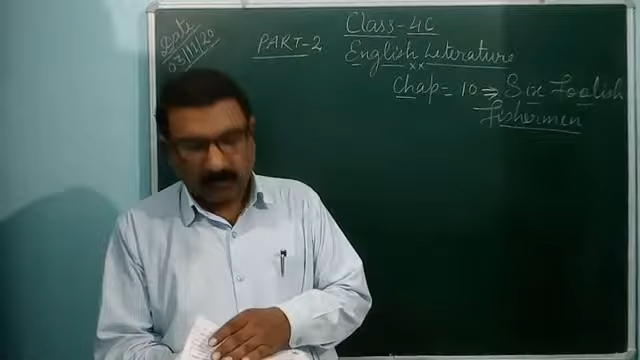 Date
03/11/20
PART-2
Class-4C
English Literature
Chap = 10 ⇒ Six Foolish
Fishermen